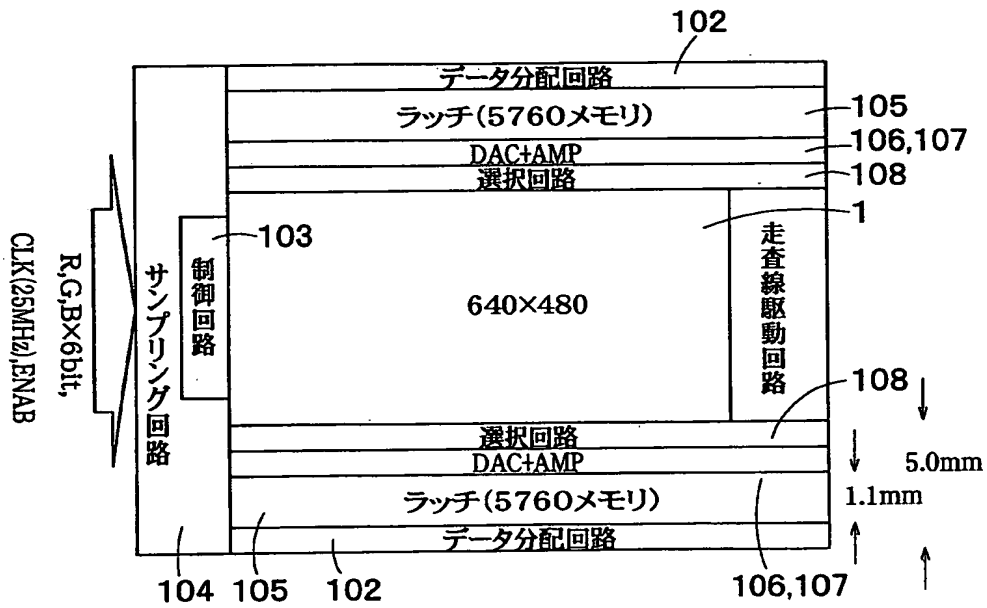 102
データ分配回路
ラッチ(5760メモリ)
105
DAC+AMP
106,107
選択回路
108
1
103
制御回路
サンプリング回路
R,G,B×6bit,
CLK(25MHz),ENAB
640×480
走査線駆動回路
108
選択回路
DAC+AMP
5.0mm
ラッチ(5760メモリ)
1.1mm
データ分配回路
104
105
102
106,107